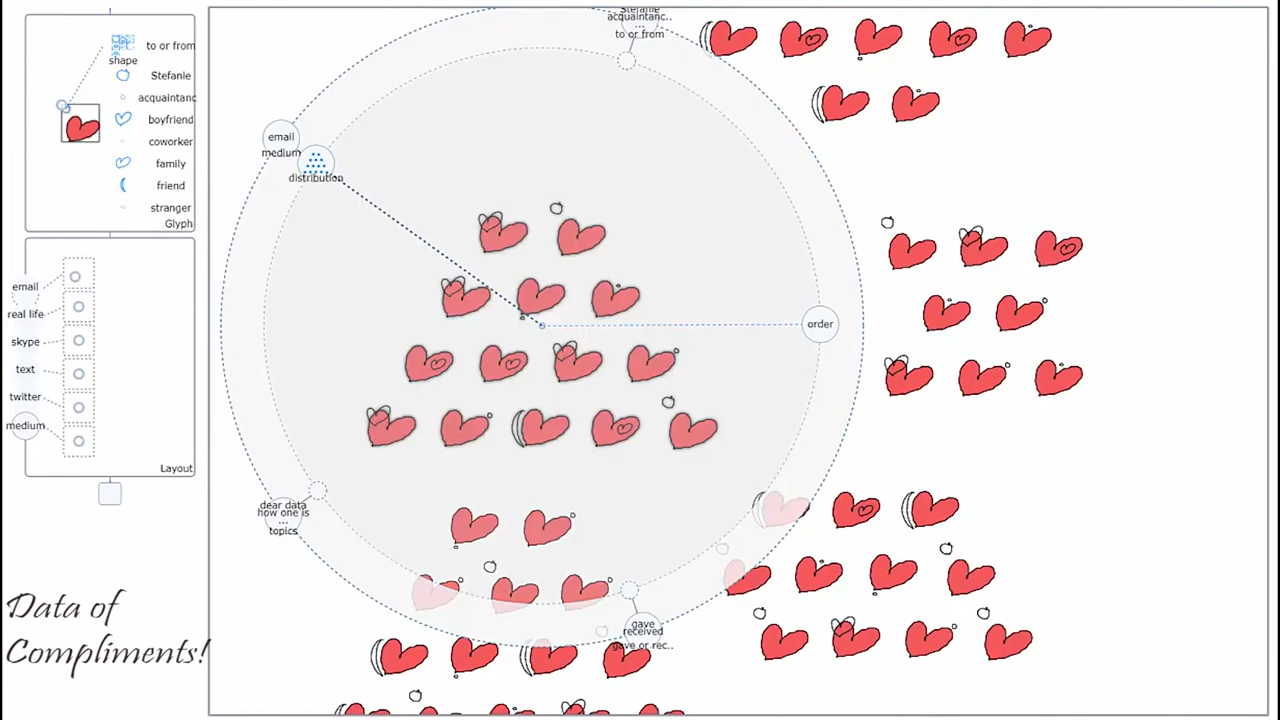 to or from
shape
Stefanie
acquaintanc
boyfriend
coworker
family
friend
stranger
Glyph
email
real life
skype
text
twitter
medium
Layout
Data of
Compliments!
Stefanie
acquaintanc..
...
to or from
email
medium
distribution
order
dear data
how one is
...
topics
gave
received
gave or rec..